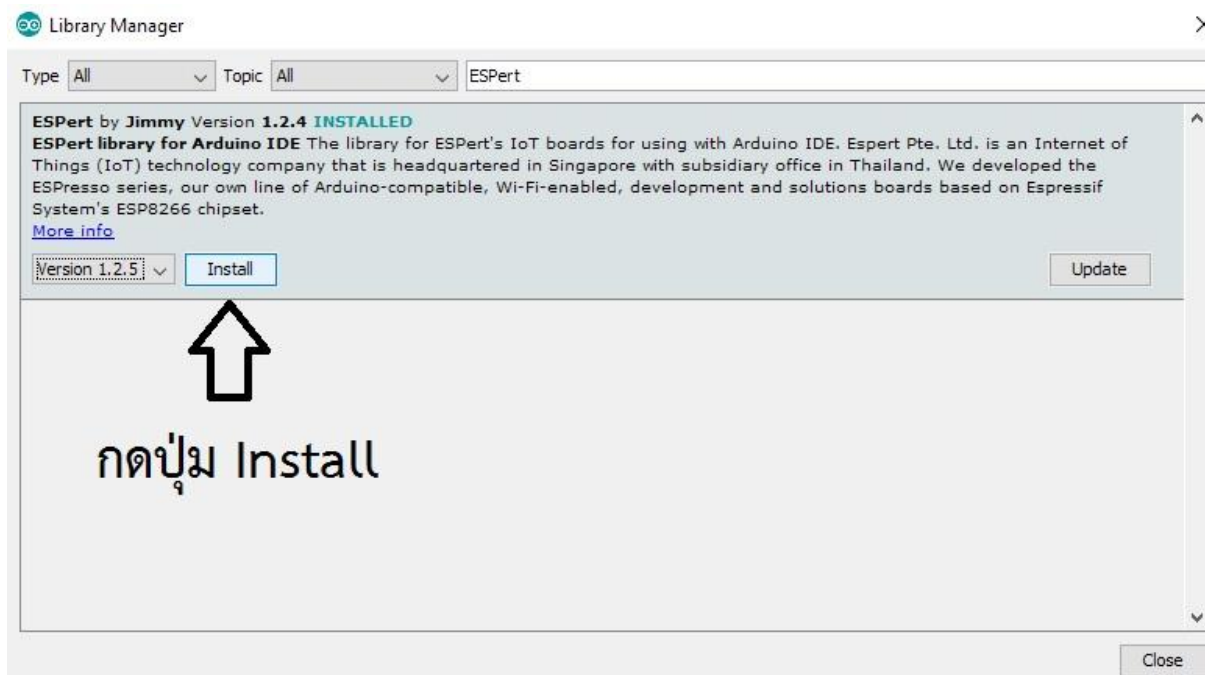 Library Manager
Type All Topic All ESPert
ESPert by Jimmy Version 1.2.4 INSTALLED
ESPert library for Arduino IDE The library for ESPert's IoT boards for using with Arduino IDE. Espert Pte. Ltd. is an Internet of
Things (IoT) technology company that is headquartered in Singapore with subsidiary office in Thailand. We developed the
ESPresso series, our own line of Arduino-compatible, Wi-Fi-enabled, development and solutions boards based on Espressif
System's ESP8266 chipset.
More info
Version 1.2.5 Install Update
กดปุ่ม Install
Close